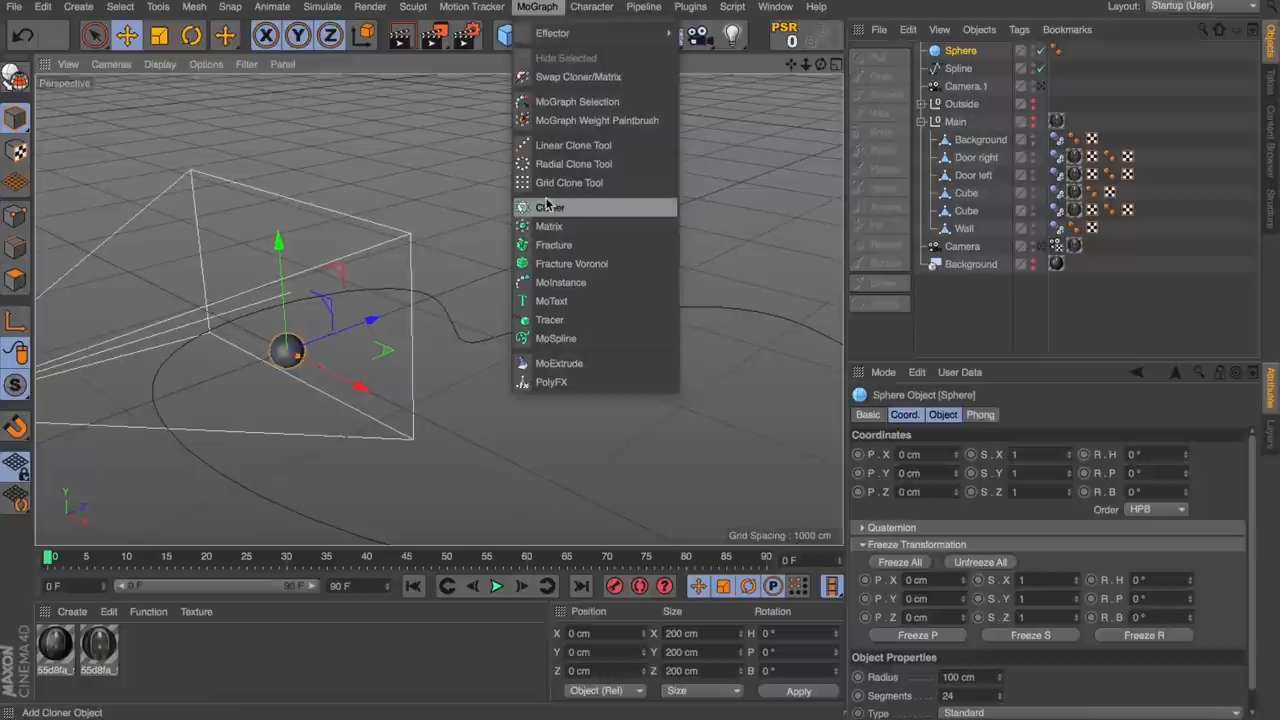 File Edit Create Select Tools Mesh Snap Animate Simulate Render Sculpt Motion Tracker MoGraph Character Pipeline Plugins Script Window Help Layout: Startup (User)
X Y Z
PSR
0
File Edit View Objects Tags Bookmarks
View Cameras Display Options Filter Panel
Perspective
Effector
Hide Selected
Swap Cloner/Matrix
MoGraph Selection
MoGraph Weight Paintbrush
Linear Clone Tool
Radial Clone Tool
Grid Clone Tool
Cloner
Matrix
Fracture
Fracture Voronoi
MoInstance
MoText
Tracer
MoSpline
MoExtrude
PolyFX
Sphere
Spline
Camera.1
Outside
Main
Background
Door right
Door left
Cube
Cube
Wall
Camera
Background
Objects
Content Browser
Attributes
Layers
Y
Z
Grid Spacing : 1000 cm
Mode Edit User Data
Sphere Object [Sphere]
Basic Coord. Object Phong
Coordinates
P . X 0 cm S . X 1 R . H 0 °
P . Y 0 cm S . Y 1 R . P 0 °
P . Z 0 cm S . Z 1 R . B 0 °
Order HPB
Quaternion
Freeze Transformation
Freeze All Unfreeze All
P . X 0 cm S . X 1 R . H 0 °
P . Y 0 cm S . Y 1 R . P 0 °
P . Z 0 cm S . Z 1 R . B 0 °
Freeze P Freeze S Freeze R
Object Properties
Radius 100 cm
Segments 24
Type Standard
0 5 10 15 20 25 30 35 40 45 50 55 60 65 70 75 80 85 90 0 F
0 F 0 F 90 F 90 F
P
Create Edit Function Texture
55d8fa_ 55d8fa_
Position Size Rotation
X 0 cm X 200 cm H 0 °
Y 0 cm Y 200 cm P 0 °
Z 0 cm Z 200 cm B 0 °
Object (Rel) Size Apply
MAXON
CINEMA4D
Add Cloner Object